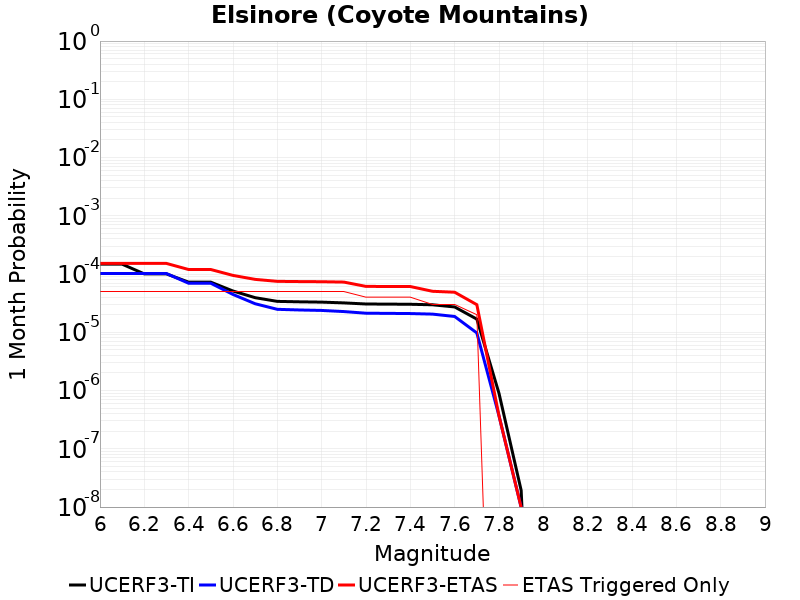 Elsinore (Coyote Mountains)
1 Month Probability
10^0
10^-1
10^-2
10^-3
10^-4
10^-5
10^-6
10^-7
10^-8
6 6.2 6.4 6.6 6.8 7 7.2 7.4 7.6 7.8 8 8.2 8.4 8.6 8.8 9
Magnitude
UCERF3-TI UCERF3-TD UCERF3-ETAS ETAS Triggered Only